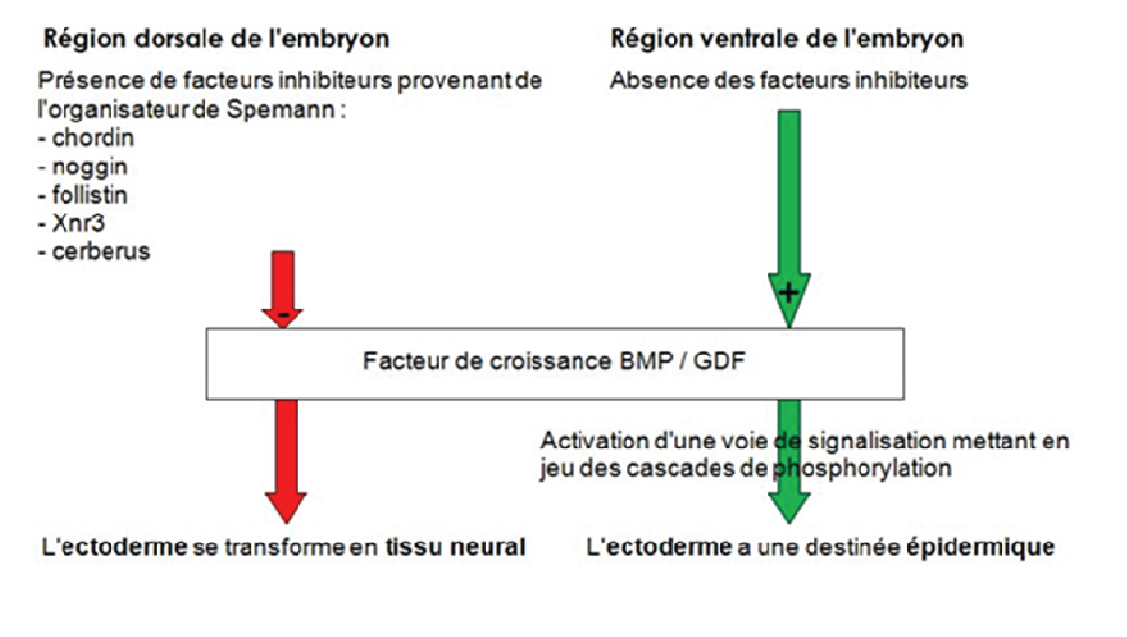 Région dorsale de l'embryon
Présence de facteurs inhibiteurs provenant de
l'organisateur de Spemann :
- chordin
- noggin
- follistin
- Xnr3
- cerberus
-
Région ventrale de l'embryon
Absence des facteurs inhibiteurs
+
Facteur de croissance BMP / GDF
Activation d'une voie de signalisation mettant en
jeu des cascades de phosphorylation
L'ectoderme se transforme en tissu neural
L'ectoderme a une destinée épidermique